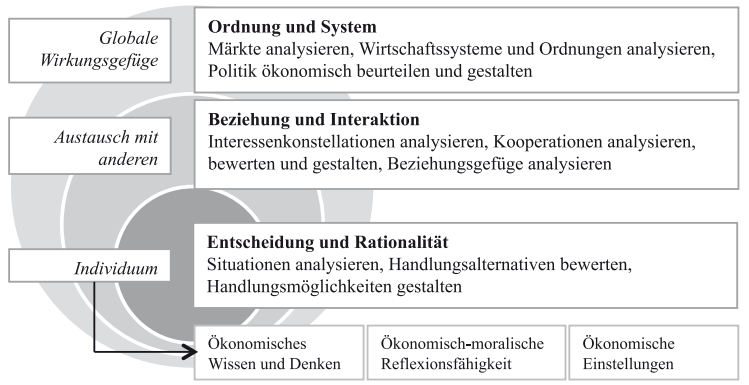 Globale
Wirkungsgefüge
Ordnung und System
Märkte analysieren, Wirtschaftssysteme und Ordnungen analysieren,
Politik ökonomisch beurteilen und gestalten
Austausch mit
anderen
Beziehung und Interaktion
Interessenkonstellationen analysieren, Kooperationen analysieren,
bewerten und gestalten, Beziehungsgefüge analysieren
Individuum
Entscheidung und Rationalität
Situationen analysieren, Handlungsalternativen bewerten,
Handlungsmöglichkeiten gestalten
Ökonomisches
Wissen und Denken
Ökonomisch-moralische
Reflexionsfähigkeit
Ökonomische
Einstellungen